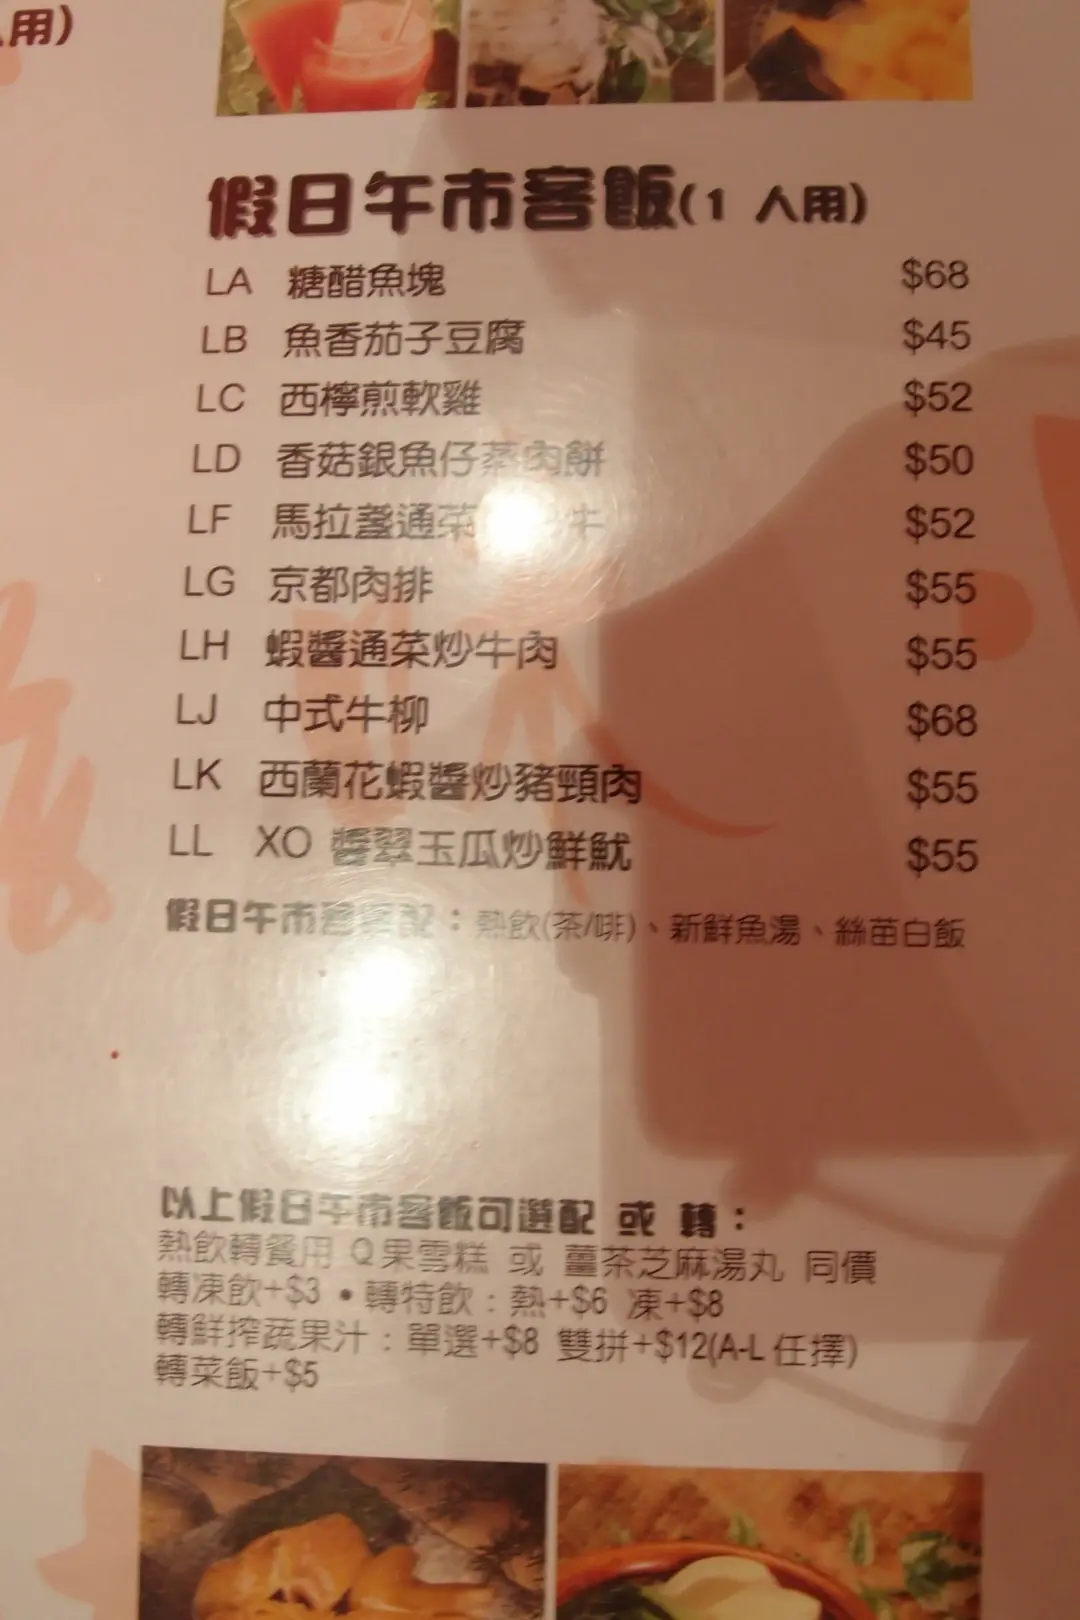 人用)
假日午市客飯(1 人用)
LA 糖醋魚塊 $68
LB 魚香茄子豆腐 $45
LC 西檸煎軟雞 $52
LD 香菇銀魚仔蒸肉餅 $50
LF 馬拉盞通菜 牛 $52
LG 京都肉排 $55
LH 蝦醬通菜炒牛肉 $55
LJ 中式牛柳 $68
LK 西蘭花蝦醬炒豬頸肉 $55
LL XO 醬翠玉瓜炒鮮魷 $55
假日午市客 配：熱飲(茶/啡)、新鮮魚湯、絲苗白飯
以上假日午市客飯可選配 或 轉：
熱飲轉餐用 Q果雪糕 或 薑茶芝麻湯丸 同價
轉凍飲+$3 • 轉特飲：熱+$6 凍+$8
轉鮮搾蔬果汁：單選+$8 雙拼+$12(A-L 任擇)
轉菜飯+$5